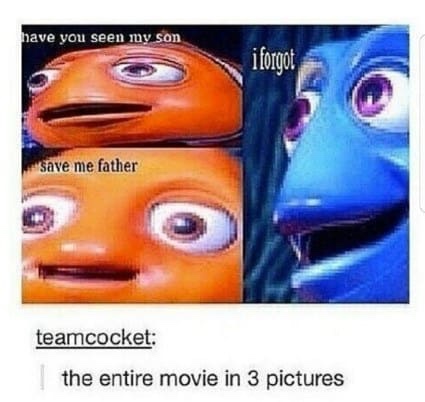 have you seen my son
i forgot
save me father
teamcocket:
the entire movie in 3 pictures